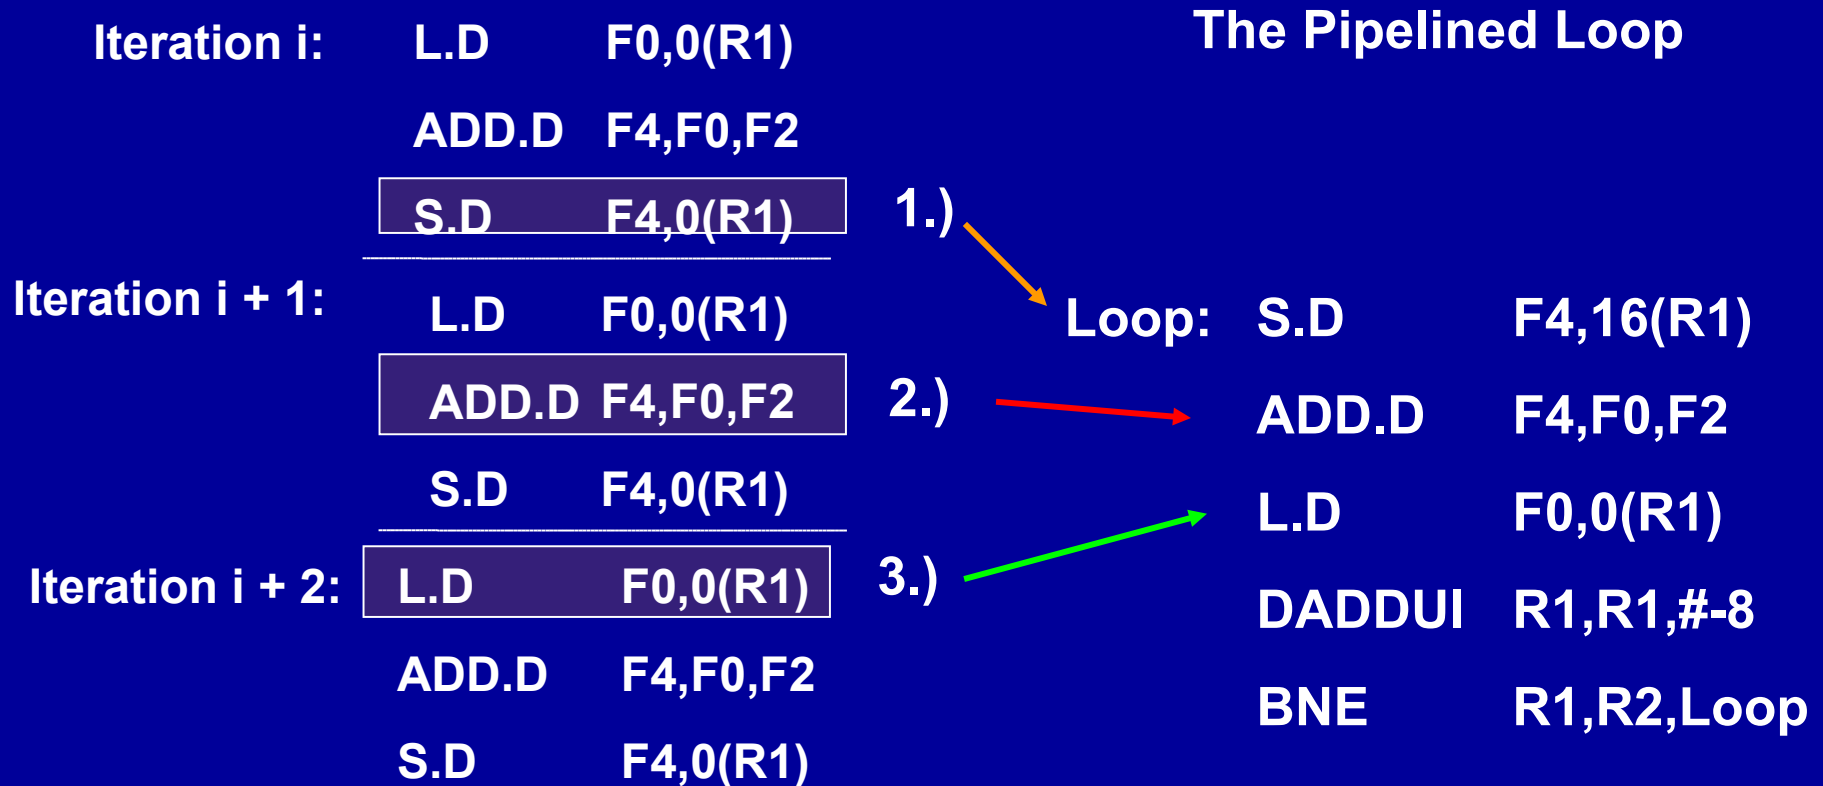 The Pipelined Loop
Iteration i: L.D F0,0(R1)
ADD.D F4,F0,F2
S.D F4,0(R1) 1.)
Iteration i + 1: L.D F0,0(R1)
ADD.D F4,F0,F2 2.)
S.D F4,0(R1)
Iteration i + 2: L.D F0,0(R1) 3.)
ADD.D F4,F0,F2
S.D F4,0(R1)
Loop: S.D F4,16(R1)
ADD.D F4,F0,F2
L.D F0,0(R1)
DADDUI R1,R1,#-8
BNE R1,R2,Loop